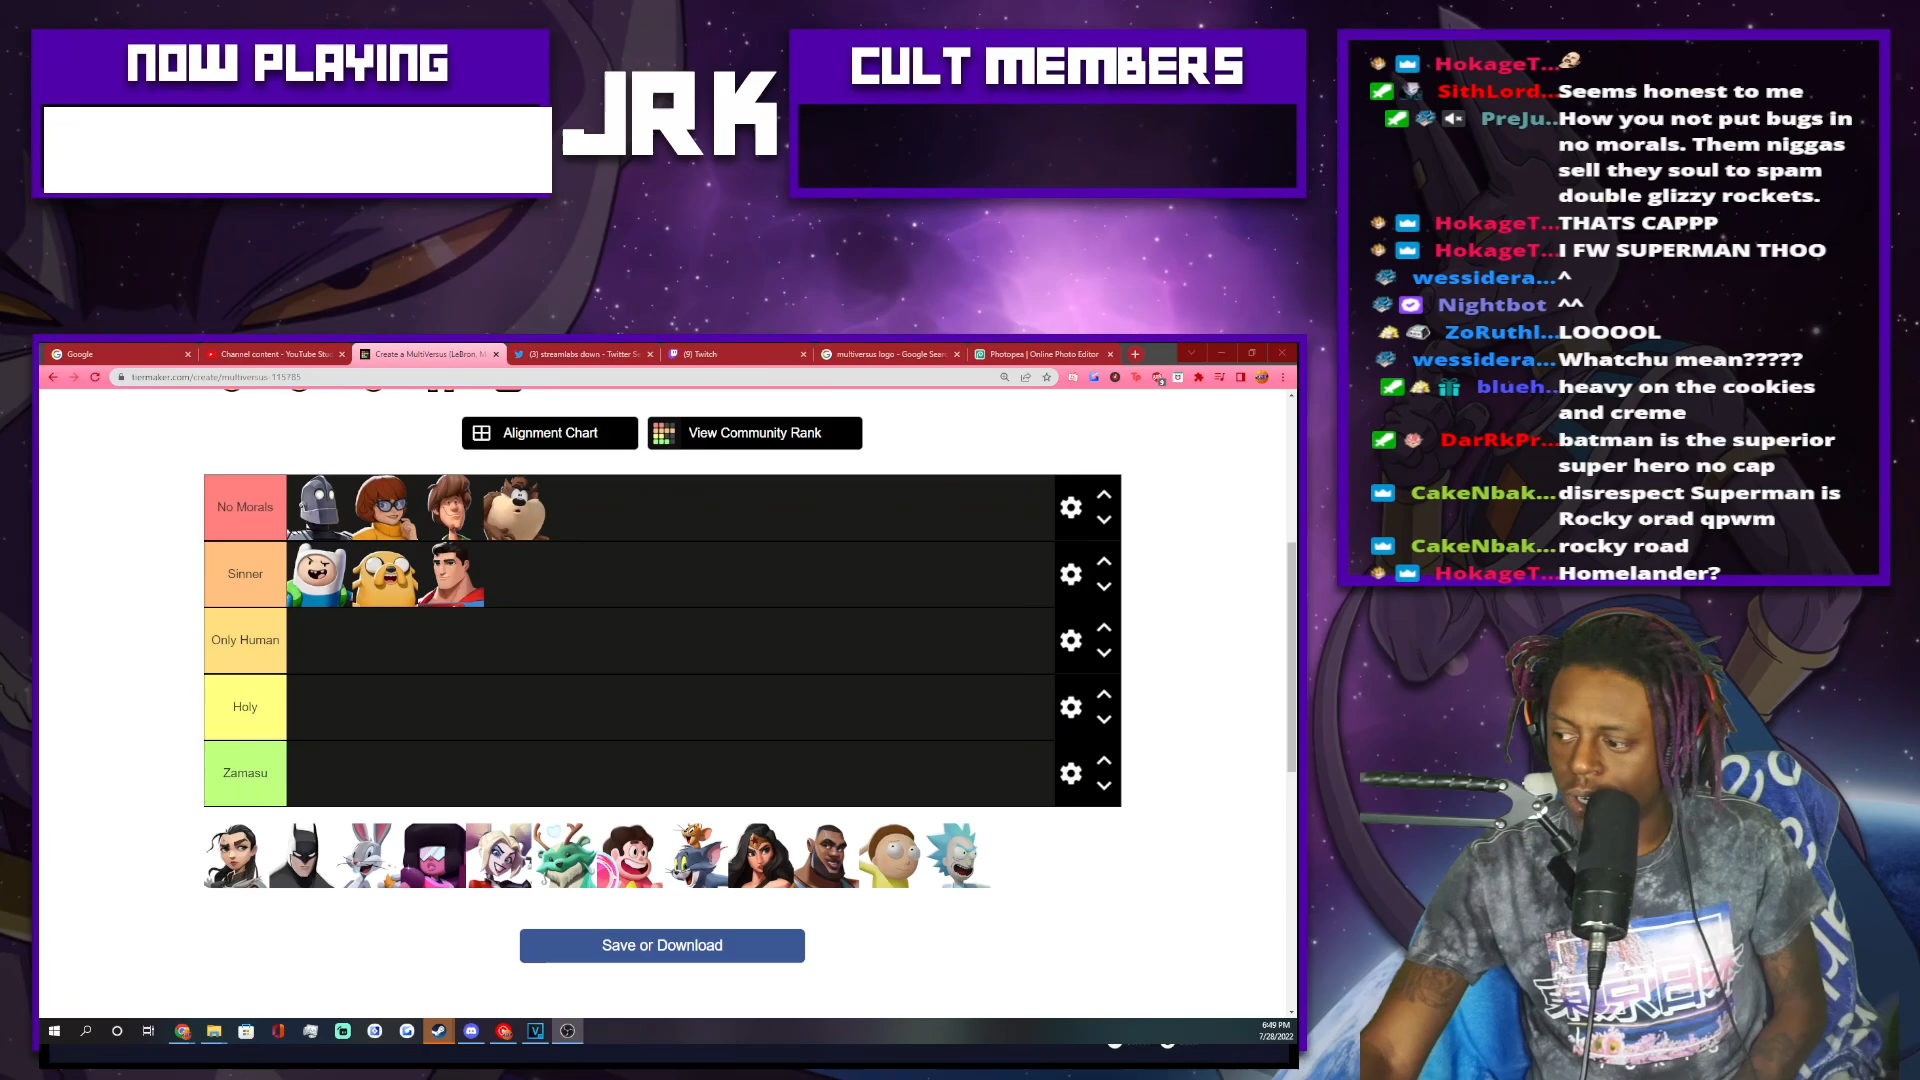 NOW PLAYING
JRK
CULT MEMBERS
HokageT...
SithLord... Seems honest to me
PreJu.. How you not put bugs in
no morals. Them niggas
sell they soul to spam
double glizzy rockets.
HokageT... THATS CAPPP
HokageT... I FW SUPERMAN THOO
wessidera... ^
Nightbot ^^
ZoRuthl... LOOOOL
wessidera... Whatchu mean?????
blueh.. heavy on the cookies
and creme
DarRkPr... batman is the superior
super hero no cap
CakeNbak... disrespect Superman is
Rocky orad qpwm
CakeNbak... rocky road
HokageT... Homelander?
Google
Channel content - YouTube Stu
Create a MultiVersus (LeBron, M
(3) streamlabs down - Twitter Se
(9) Twitch
multiversus logo - Google Sear
Photopea | Online Photo Editor
tiermaker.com/create/multiversus-115785
Alignment Chart
View Community Rank
No Morals
Sinner
Only Human
Holy
Zamasu
Save or Download
6:49 PM
7/28/2022
東京日